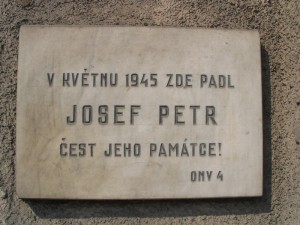 V KVĚTNU 1945 ZDE PADL
JOSEF PETR
ČEST JEHO PAMÁTCE!
ONV 4